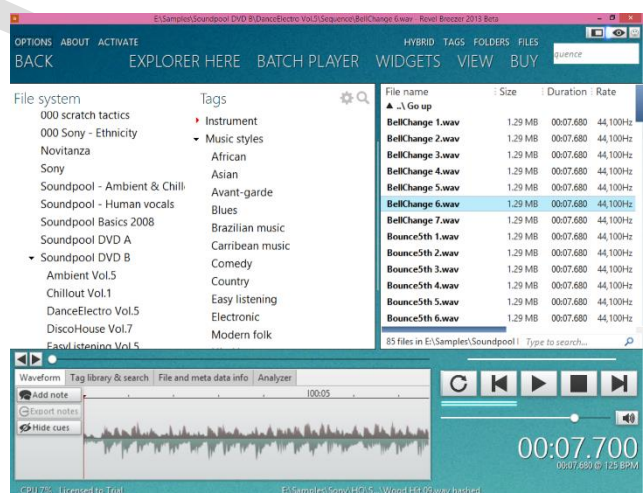 E:\Samples\Soundpool DVD B\DanceElectro Vol.5\Sequence\BellChange 6.wav - Revel Breezer 2013 Beta
OPTIONS ABOUT ACTIVATE
HYBRID TAGS FOLDERS FILES
BACK EXPLORER HERE BATCH PLAYER WIDGETS VIEW BUY
quence
File system
000 scratch tactics
000 Sony - Ethnicity
Novitanza
Sony
Soundpool - Ambient & Chill
Soundpool - Human vocals
Soundpool Basics 2008
Soundpool DVD A
Soundpool DVD B
Ambient Vol.5
Chillout Vol.1
DanceElectro Vol.5
DiscoHouse Vol.7
EasyListening Vol.5
Tags
Instrument
Music styles
African
Asian
Avant-garde
Blues
Brazilian music
Carribean music
Comedy
Country
Easy listening
Electronic
Modern folk
File name Size Duration Rate
▲ ..\ Go up
BellChange 1.wav 1.29 MB 00:07.680 44,100Hz
BellChange 2.wav 1.29 MB 00:07.680 44,100Hz
BellChange 3.wav 1.29 MB 00:07.680 44,100Hz
BellChange 4.wav 1.29 MB 00:07.680 44,100Hz
BellChange 5.wav 1.29 MB 00:07.680 44,100Hz
BellChange 6.wav 1.29 MB 00:07.680 44,100Hz
BellChange 7.wav 1.29 MB 00:07.680 44,100Hz
Bounce5th 1.wav 1.29 MB 00:07.680 44,100Hz
Bounce5th 2.wav 1.29 MB 00:07.680 44,100Hz
Bounce5th 3.wav 1.29 MB 00:07.680 44,100Hz
Bounce5th 4.wav 1.29 MB 00:07.680 44,100Hz
Bounce5th 5.wav 1.29 MB 00:07.680 44,100Hz
Bounce5th 6.wav 1.29 MB 00:07.680 44,100Hz
85 files in E:\Samples\Soundpool Type to search...
Waveform Tag library & search File and meta data info Analyzer
Add note
Export notes
Hide cues
00:05
00:07.700
00:07.680 @ 125 BPM
CPU 7% Licensed to Trial E:\Samples\Sony\HQ\S...\Wood Hit 09.wav hashed